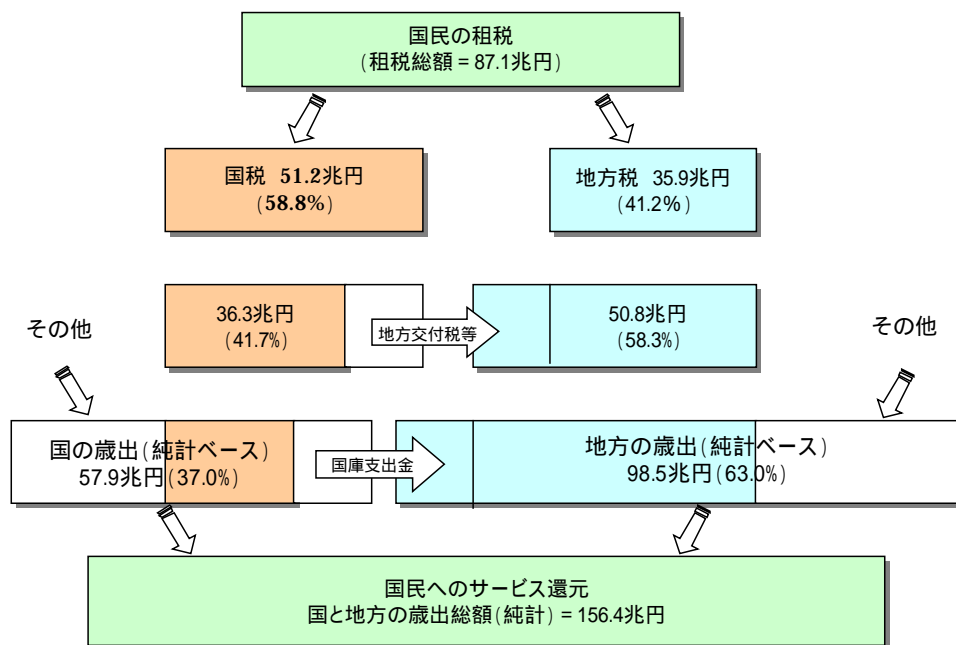 国民の租税
(租税総額=87.1兆円)
国税 51.2兆円
(58.8%)
地方税 35.9兆円
(41.2%)
36.3兆円
(41.7%)
地方交付税等
50.8兆円
(58.3%)
その他
その他
国の歳出(純計ベース)
57.9兆円(37.0%)
国庫支出金
地方の歳出(純計ベース)
98.5兆円(63.0%)
国民へのサービス還元
国と地方の歳出総額(純計)=156.4兆円